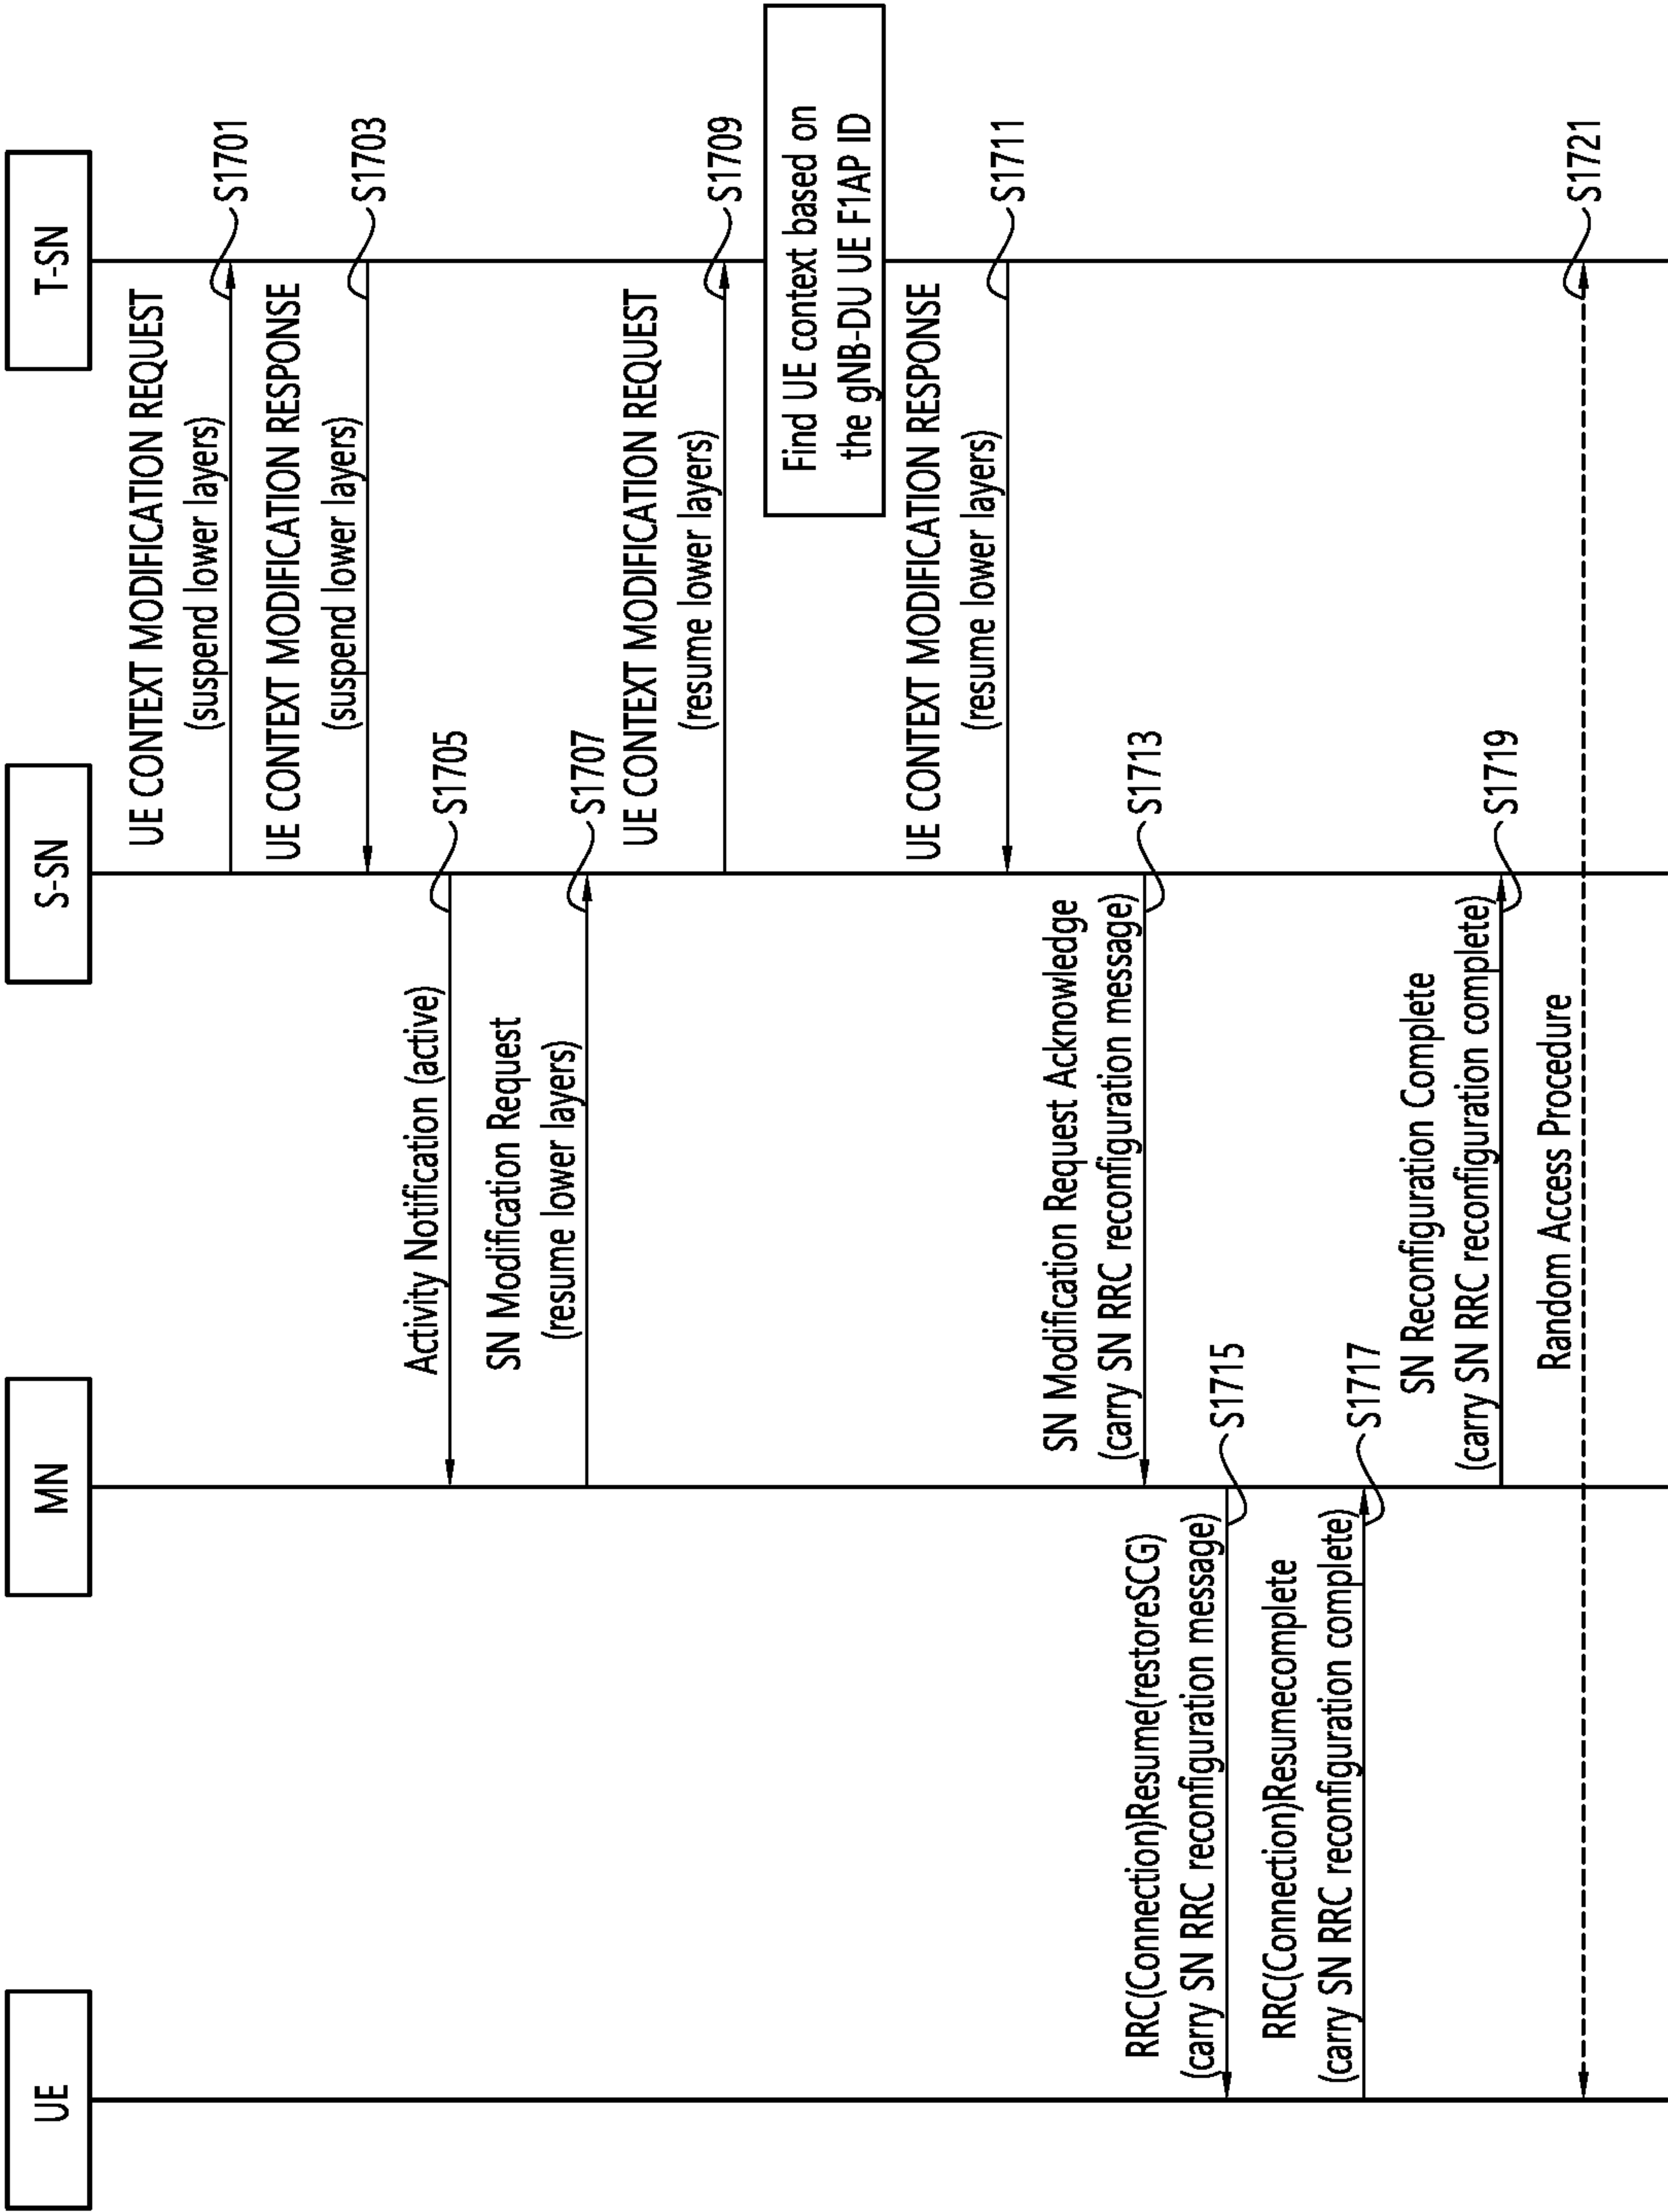 UE
MN
S-SN
T-SN
UE CONTEXT MODIFICATION REQUEST
(suspend lower layers)
S1701
UE CONTEXT MODIFICATION RESPONSE
(suspend lower layers)
S1703
Activity Notification (active)
S1705
SN Modification Request
(resume lower layers)
S1707
UE CONTEXT MODIFICATION REQUEST
(resume lower layers)
S1709
Find UE context based on
the gNB-DU UE F1AP ID
UE CONTEXT MODIFICATION RESPONSE
(resume lower layers)
S1711
SN Modification Request Acknowledge
(carry SN RRC reconfiguration message)
S1713
RRC(Connection)Resume(restoreSCG)
(carry SN RRC reconfiguration message)
S1715
RRC(Connection)Resumecomplete
(carry SN RRC reconfiguration complete)
S1717
SN Reconfiguration Complete
(carry SN RRC reconfiguration complete)
S1719
Random Access Procedure
S1721